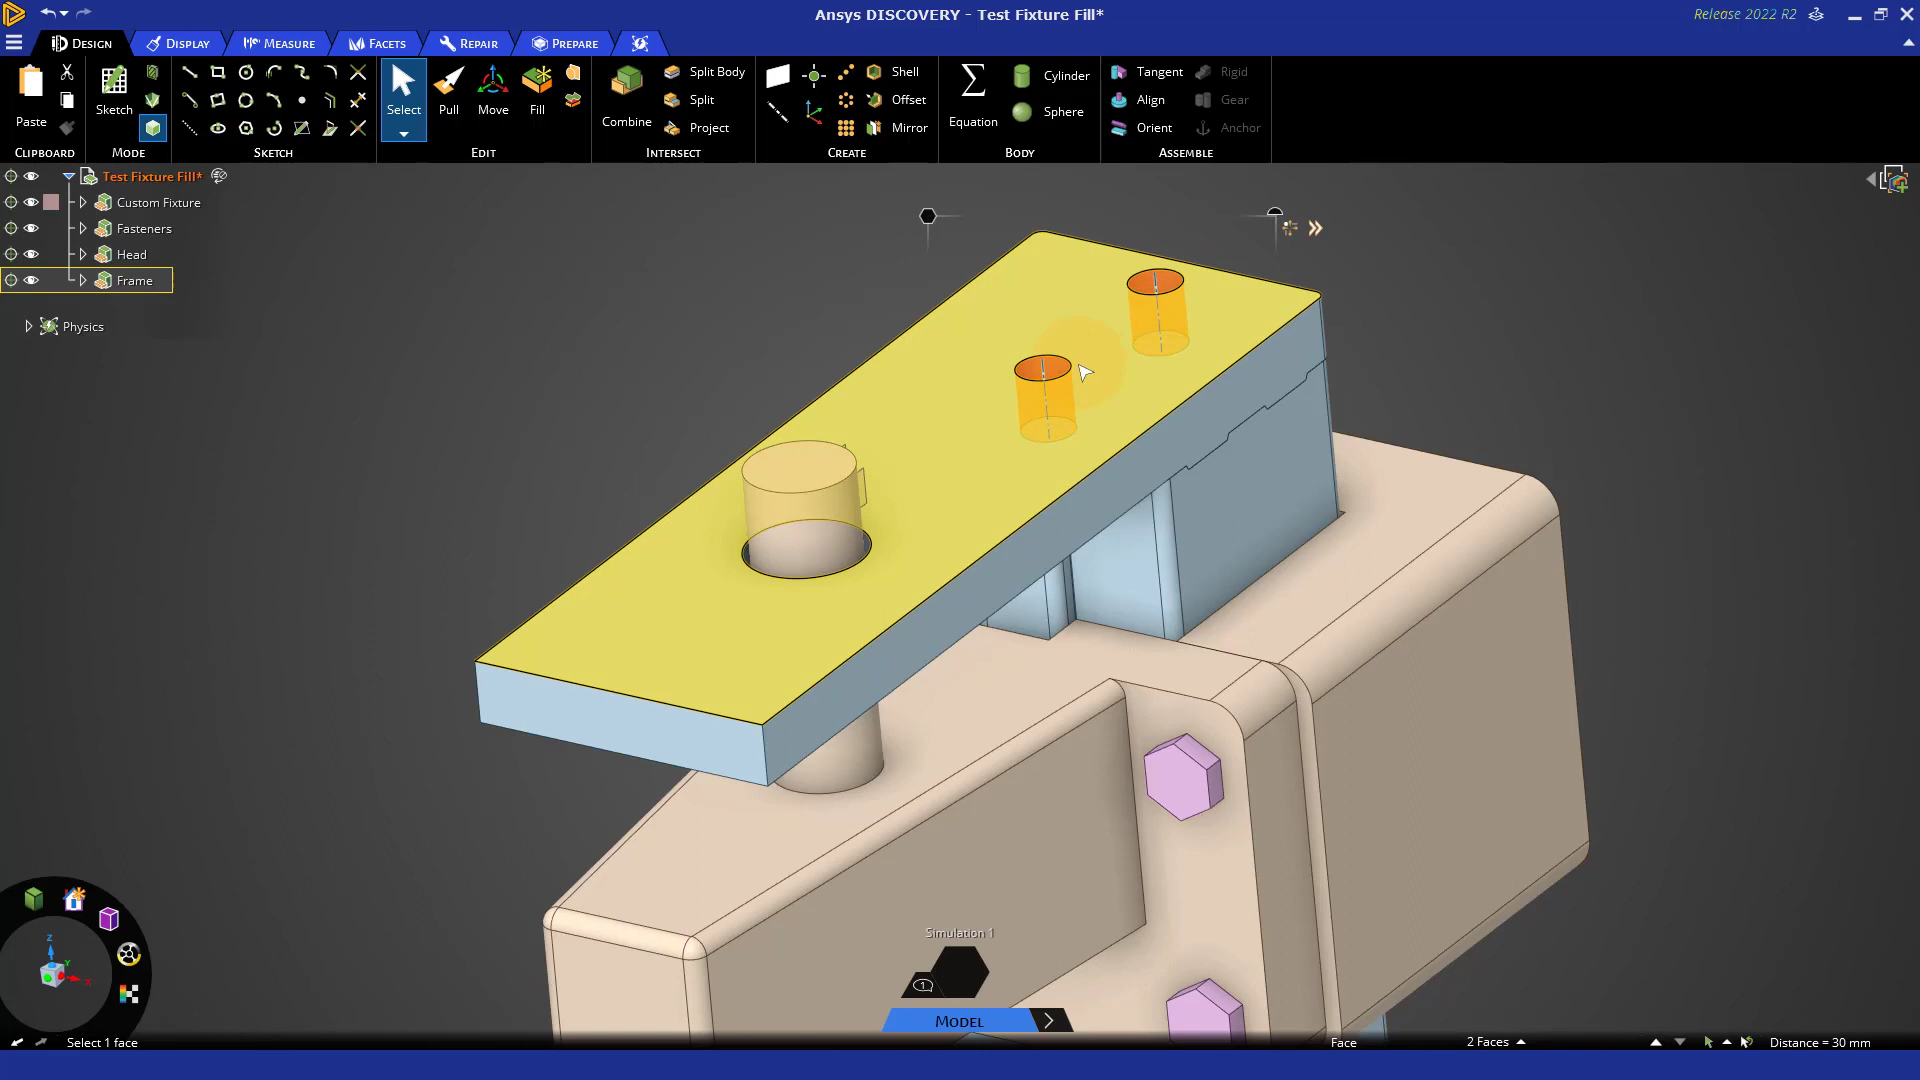 Ansys DISCOVERY - Test Fixture Fill*
Release 2022 R2
Design
Display
Measure
Facets
Repair
Prepare
Paste
Clipboard
Sketch
Mode
Sketch
Select
Pull
Move
Fill
Edit
Combine
Split Body
Split
Project
Intersect
Shell
Offset
Mirror
Create
Equation
Cylinder
Sphere
Body
Tangent
Align
Orient
Rigid
Gear
Anchor
Assemble
Test Fixture Fill*
Custom Fixture
Fasteners
Head
Frame
Physics
Z
Y
X
Simulation 1
1
Model
Select 1 face
Face
2 Faces
Distance = 30 mm